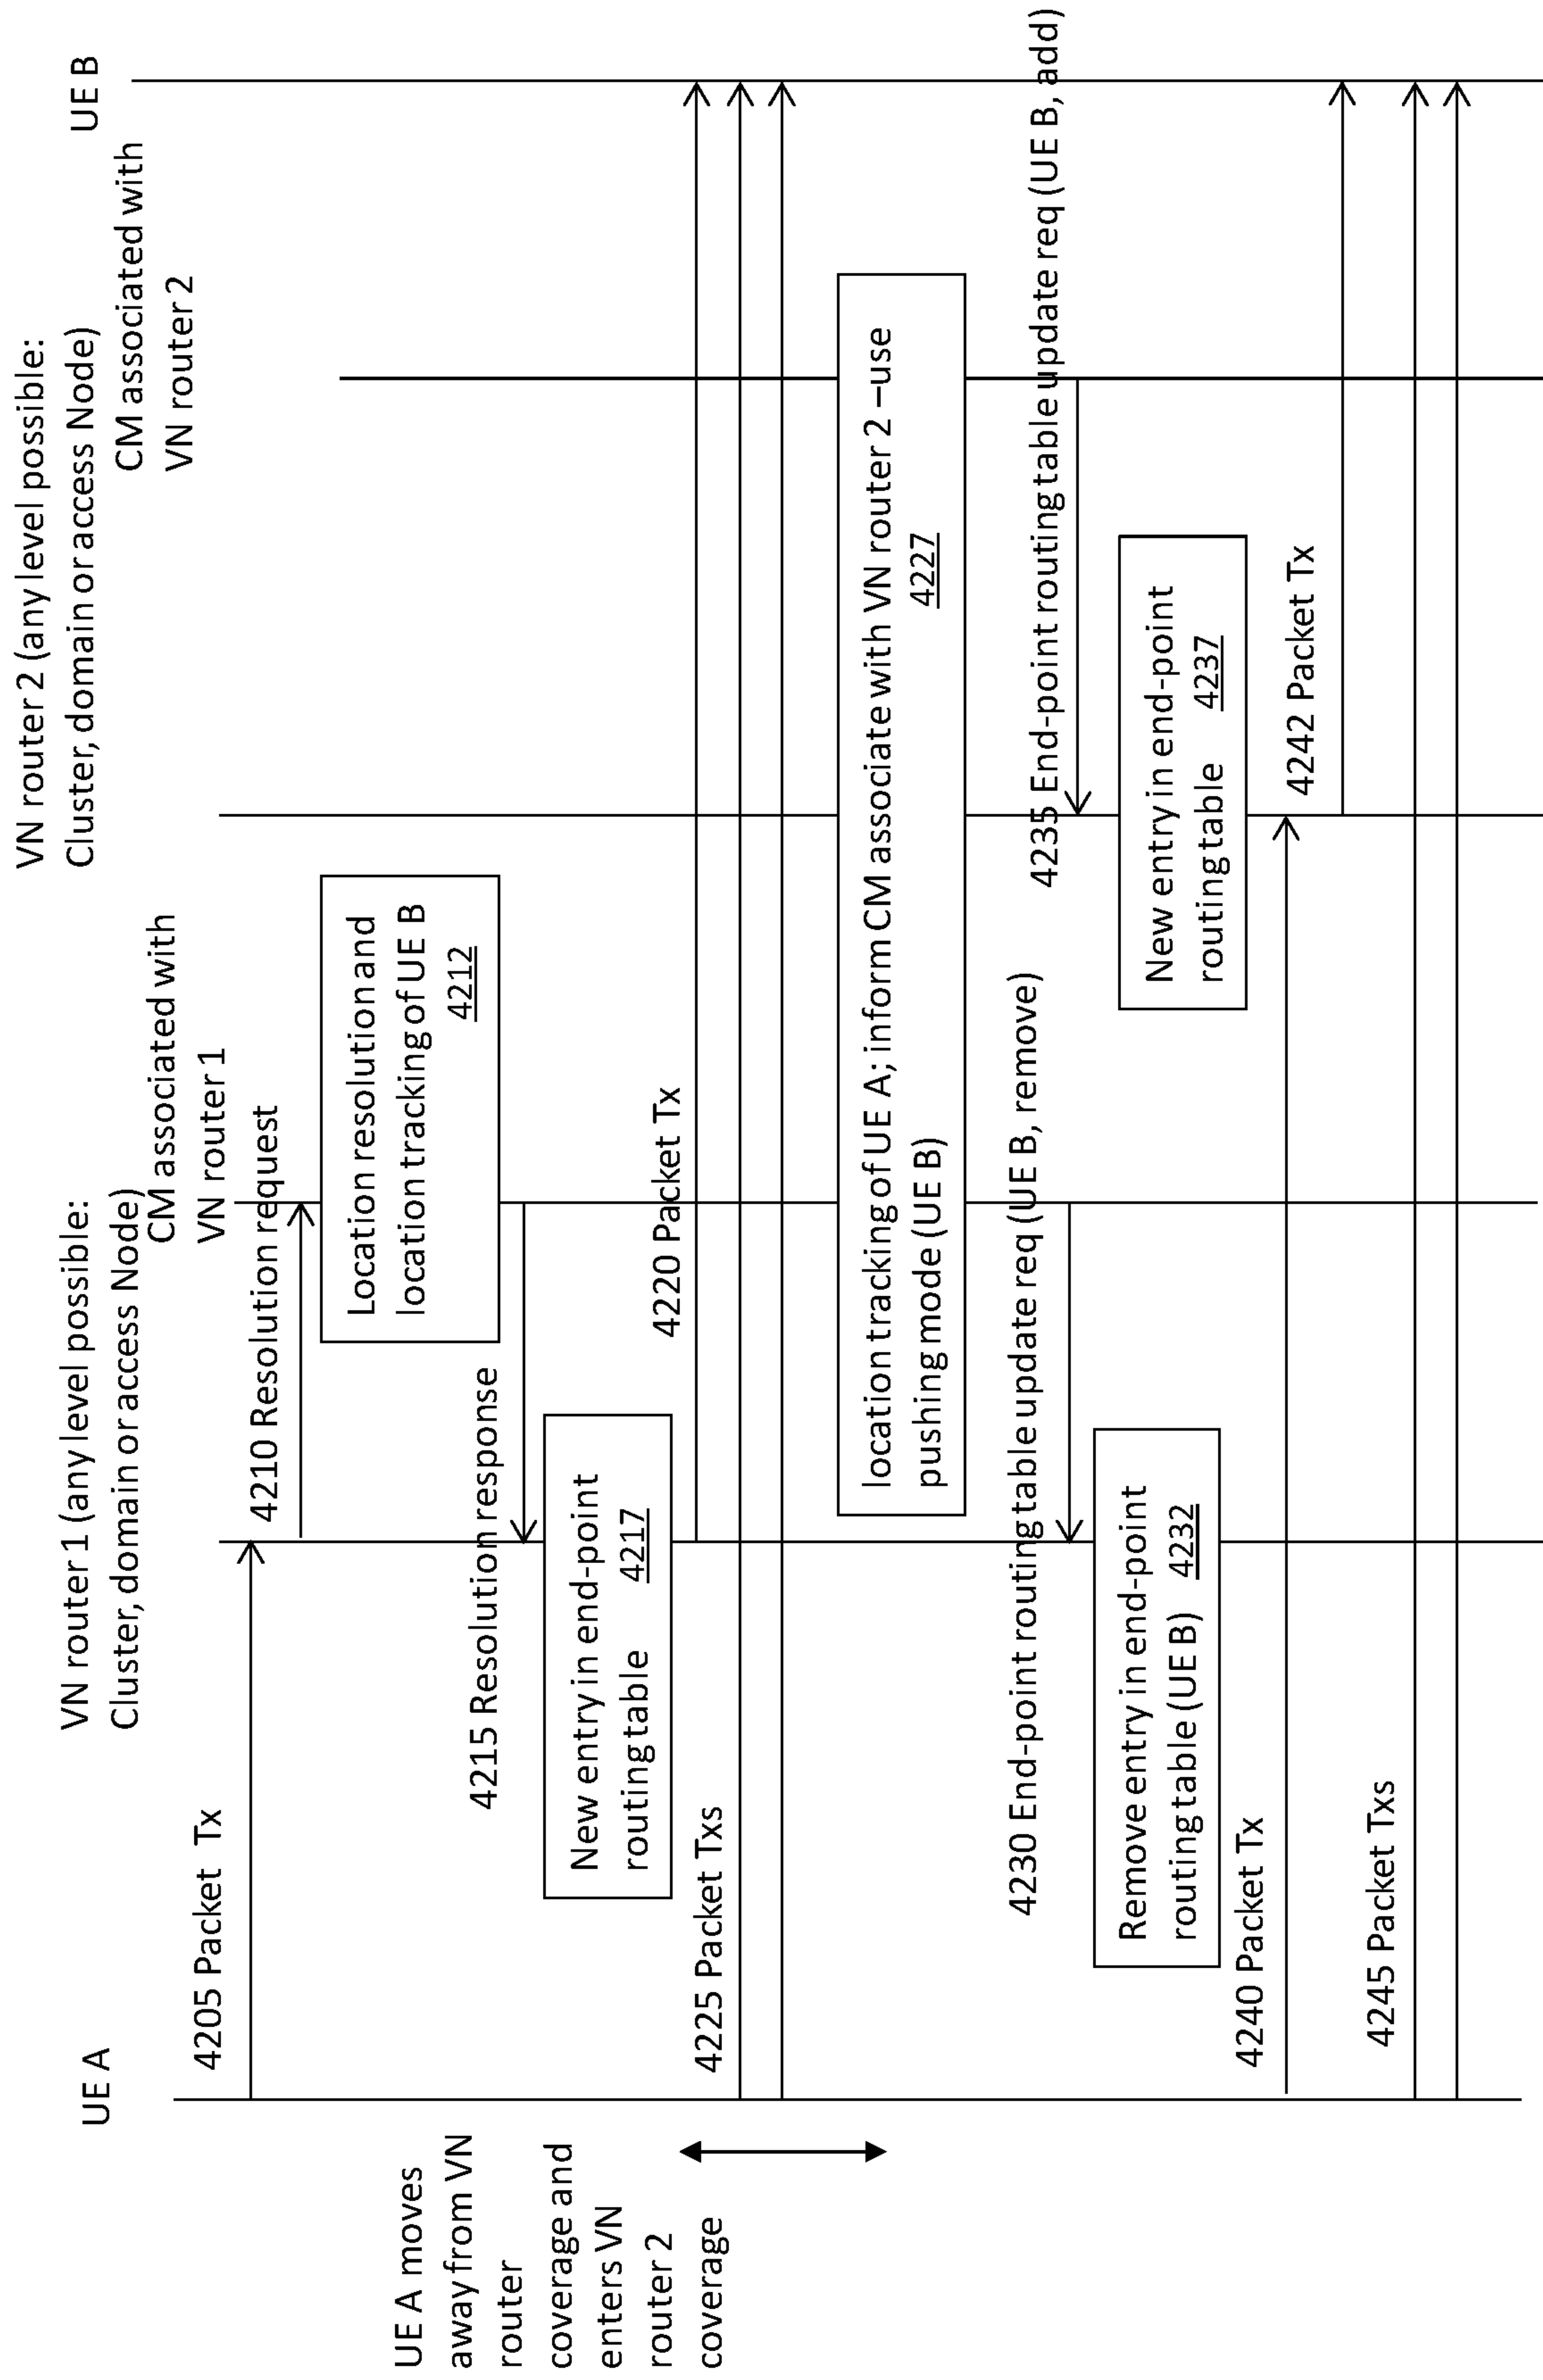 UE A
VN router 1 (any level possible:
Cluster, domain or access Node)
CM associated with
VN router 1
VN router 2 (any level possible:
Cluster, domain or access Node)
CM associated with
VN router 2
UE B
4205 Packet Tx
4210 Resolution request
Location resolution and
location tracking of UE B
4212
4215 Resolution response
New entry in end-point
routing table 4217
4220 Packet Tx
4225 Packet Txs
UE A moves
away from VN
router
coverage and
enters VN
router 2
coverage
location tracking of UE A; inform CM associate with VN router 2 –use
pushing mode (UE B) 4227
4230 End-point routing table update req (UE B, remove)
4235 End-point routing table update req (UE B, add)
Remove entry in end-point
routing table (UE B) 4232
New entry in end-point
routing table 4237
4240 Packet Tx
4242 Packet Tx
4245 Packet Txs